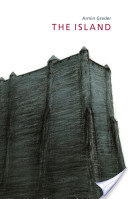 Armin Greder
THE ISLAND